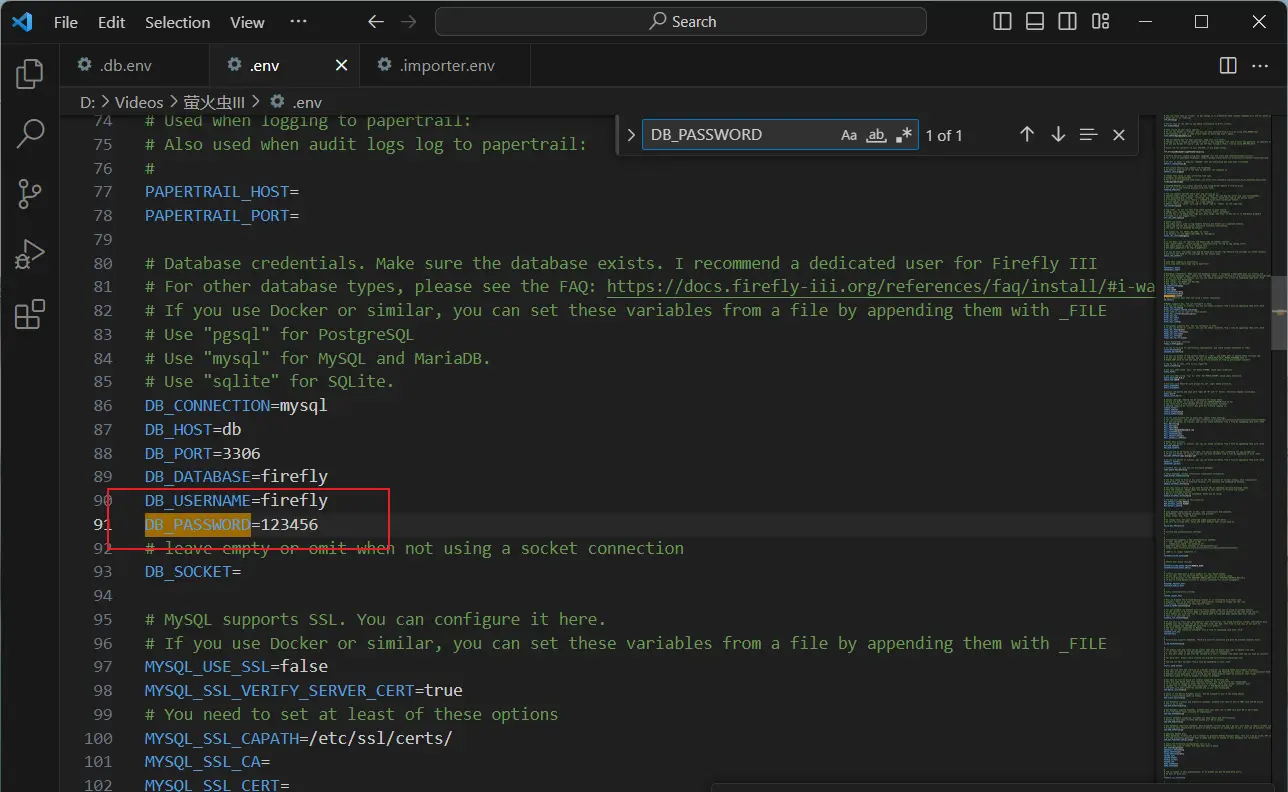 File Edit Selection View ··· Search
.db.env .env .importer.env
D: > Videos > 萤火虫III > .env
DB_PASSWORD Aa ab 1 of 1
74 # Used when logging to papertrail:
75 # Also used when audit logs log to papertrail:
76 #
77 PAPERTRAIL_HOST=
78 PAPERTRAIL_PORT=
79
80 # Database credentials. Make sure the database exists. I recommend a dedicated user for Firefly III
81 # For other database types, please see the FAQ: https://docs.firefly-iii.org/references/faq/install/#i-wa
82 # If you use Docker or similar, you can set these variables from a file by appending them with _FILE
83 # Use "pgsql" for PostgreSQL
84 # Use "mysql" for MySQL and MariaDB.
85 # Use "sqlite" for SQLite.
86 DB_CONNECTION=mysql
87 DB_HOST=db
88 DB_PORT=3306
89 DB_DATABASE=firefly
90 DB_USERNAME=firefly
91 DB_PASSWORD=123456
92 # leave empty or omit when not using a socket connection
93 DB_SOCKET=
94
95 # MySQL supports SSL. You can configure it here.
96 # If you use Docker or similar, you can set these variables from a file by appending them with _FILE
97 MYSQL_USE_SSL=false
98 MYSQL_SSL_VERIFY_SERVER_CERT=true
99 # You need to set at least of these options
100 MYSQL_SSL_CAPATH=/etc/ssl/certs/
101 MYSQL_SSL_CA=
102 MYSQL_SSL_CERT=